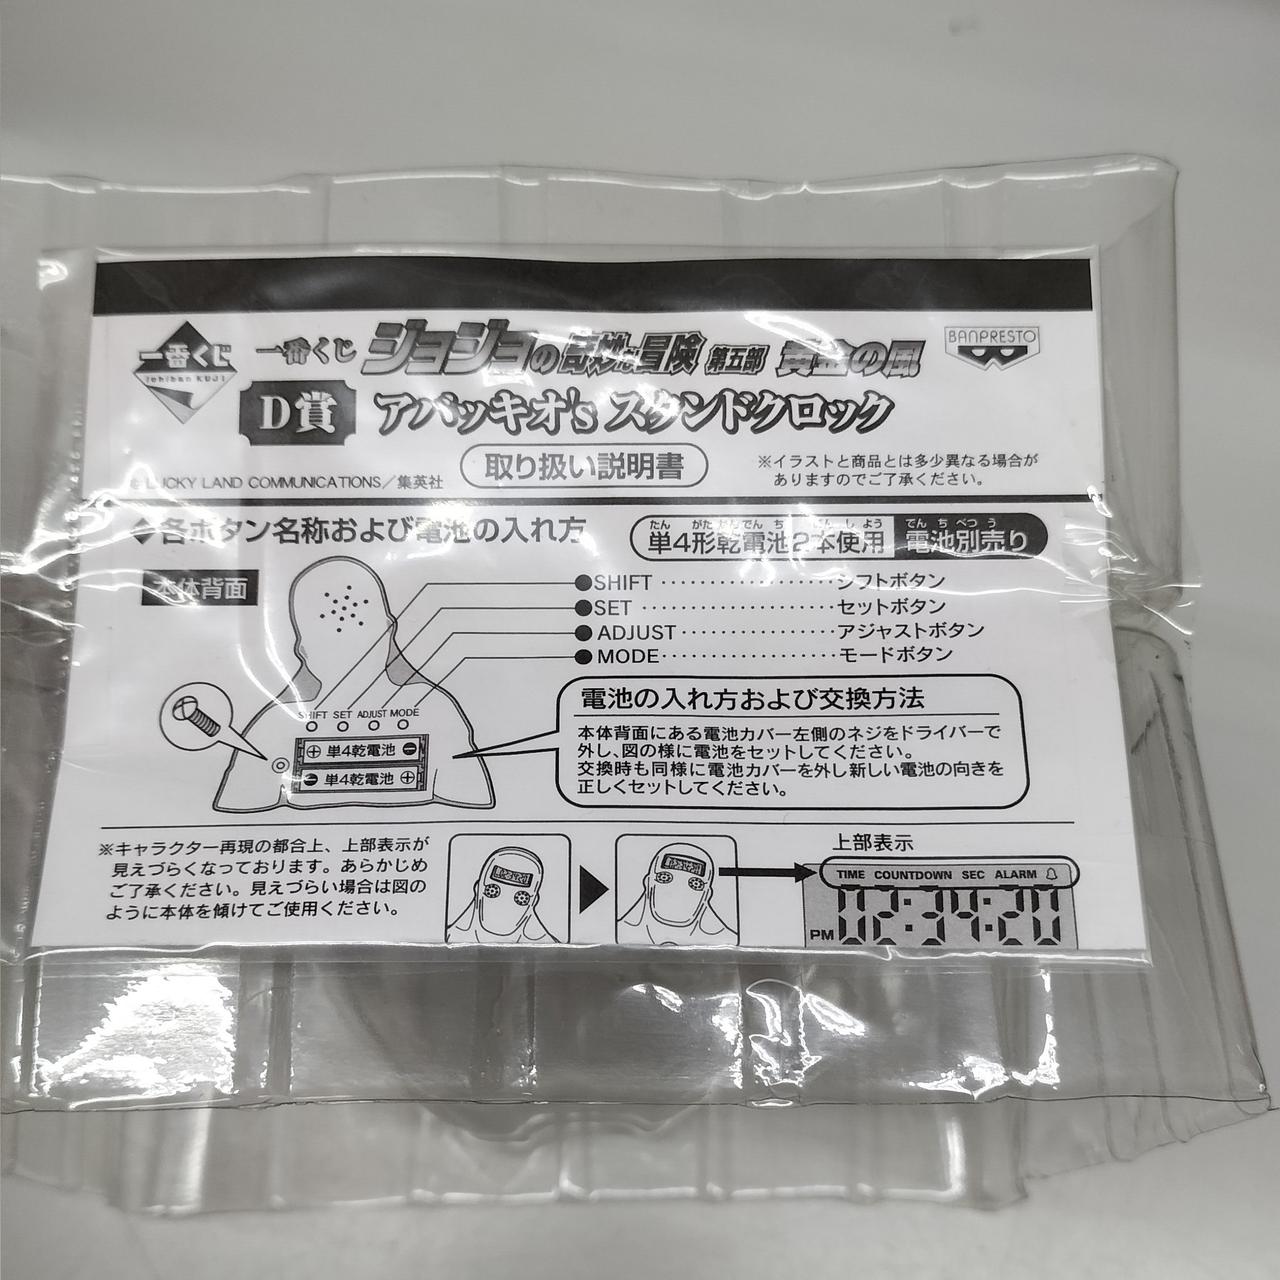 一番くじ
Ichiban KUJI
一番くじ ジョジョの奇妙な冒険 第五部 黄金の風
BANPRESTO
D賞 アバッキオ's スタンドクロック
取り扱い説明書
LUCKY LAND COMMUNICATIONS／集英社
※イラストと商品とは多少異なる場合が
ありますのでご了承ください。
◆各ボタン名称および電池の入れ方
単4形乾電池2本使用 電池別売り
本体背面
●SHIFT ・・・・・・・・・・・・・・・・シフトボタン
●SET ・・・・・・・・・・・・・・・・・・セットボタン
●ADJUST・・・・・・・・・・・・・・・アジャストボタン
●MODE・・・・・・・・・・・・・・・・・モードボタン
SHIFT SET ADJUST MODE
⊕ 単4乾電池 ⊖
⊖ 単4乾電池 ⊕
電池の入れ方および交換方法
本体背面にある電池カバー左側のネジをドライバーで
外し、図の様に電池をセットしてください。
交換時も同様に電池カバーを外し新しい電池の向きを
正しくセットしてください。
※キャラクター再現の都合上、上部表示が
見えづらくなっております。あらかじめ
ご了承ください。見えづらい場合は図の
ように本体を傾けてご使用ください。
上部表示
TIME COUNTDOWN SEC ALARM
PM 02:34:20